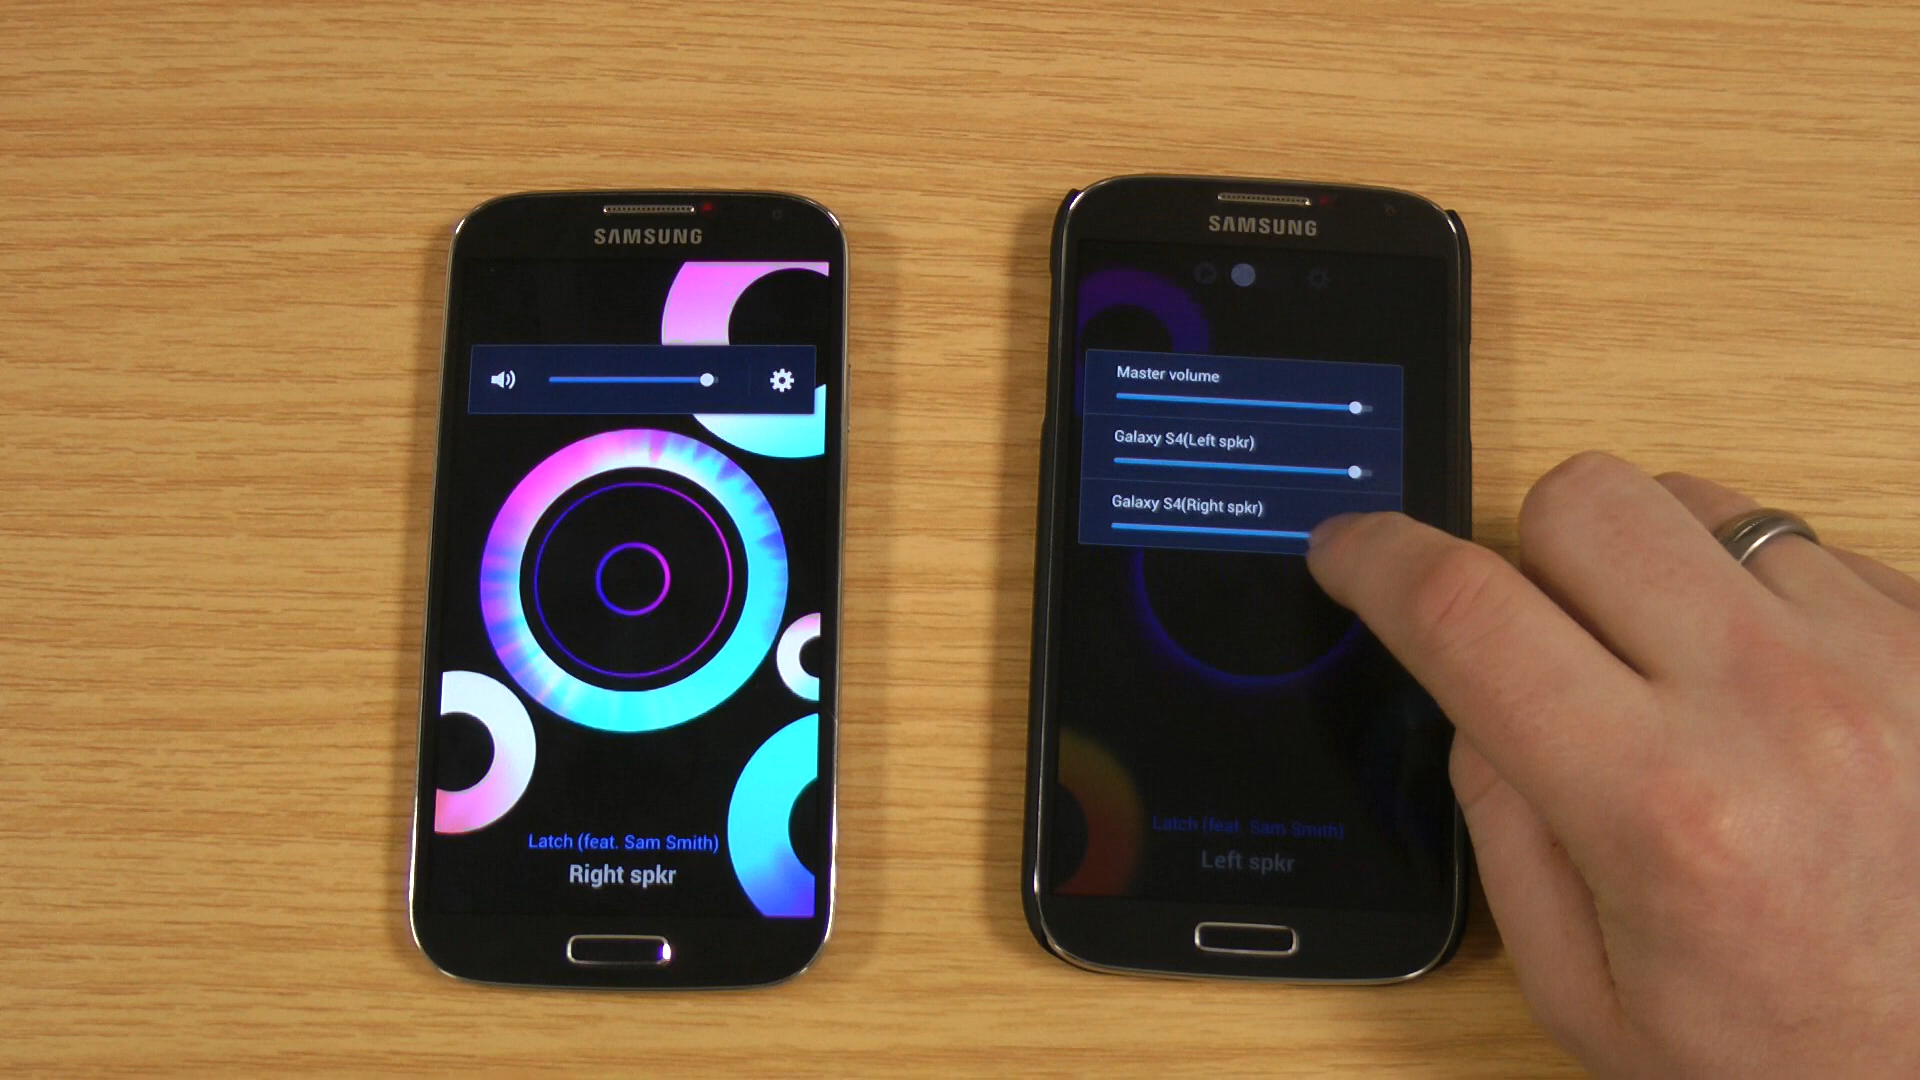 SAMSUNG
Latch (feat. Sam Smith)
Right spkr
SAMSUNG
Master volume
Galaxy S4(Left spkr)
Galaxy S4(Right spkr)
Latch (feat. Sam Smith)
Left spkr